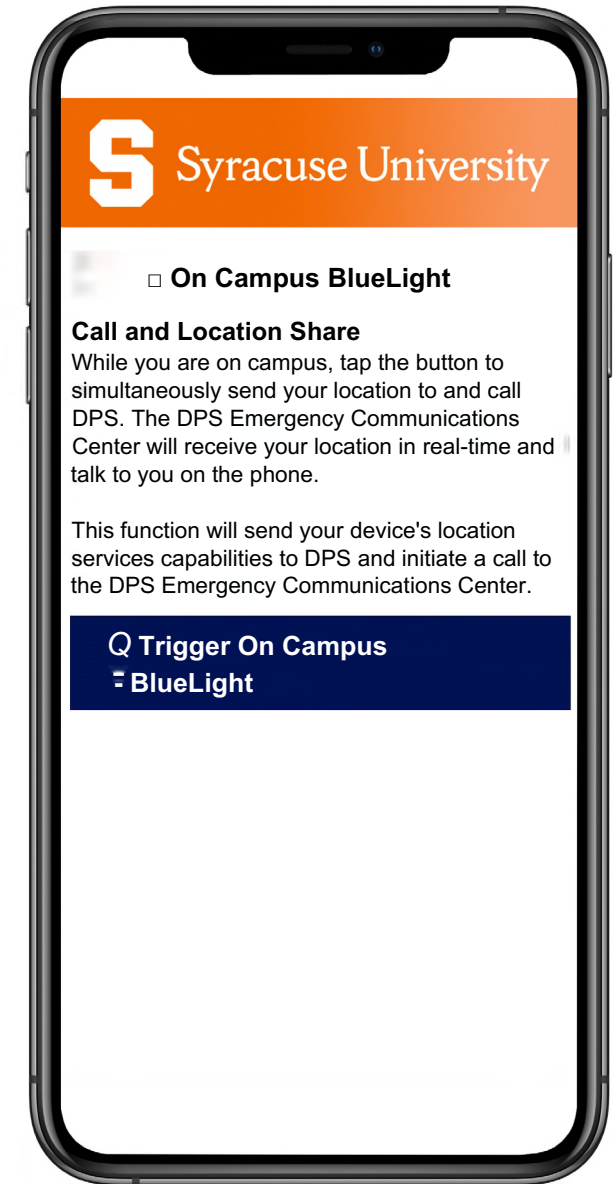 S Syracuse University
□ On Campus BlueLight
Call and Location Share
While you are on campus, tap the button to
simultaneously send your location to and call
DPS. The DPS Emergency Communications
Center will receive your location in real-time and
talk to you on the phone.
This function will send your device's location
services capabilities to DPS and initiate a call to
the DPS Emergency Communications Center.
Q Trigger On Campus
BlueLight